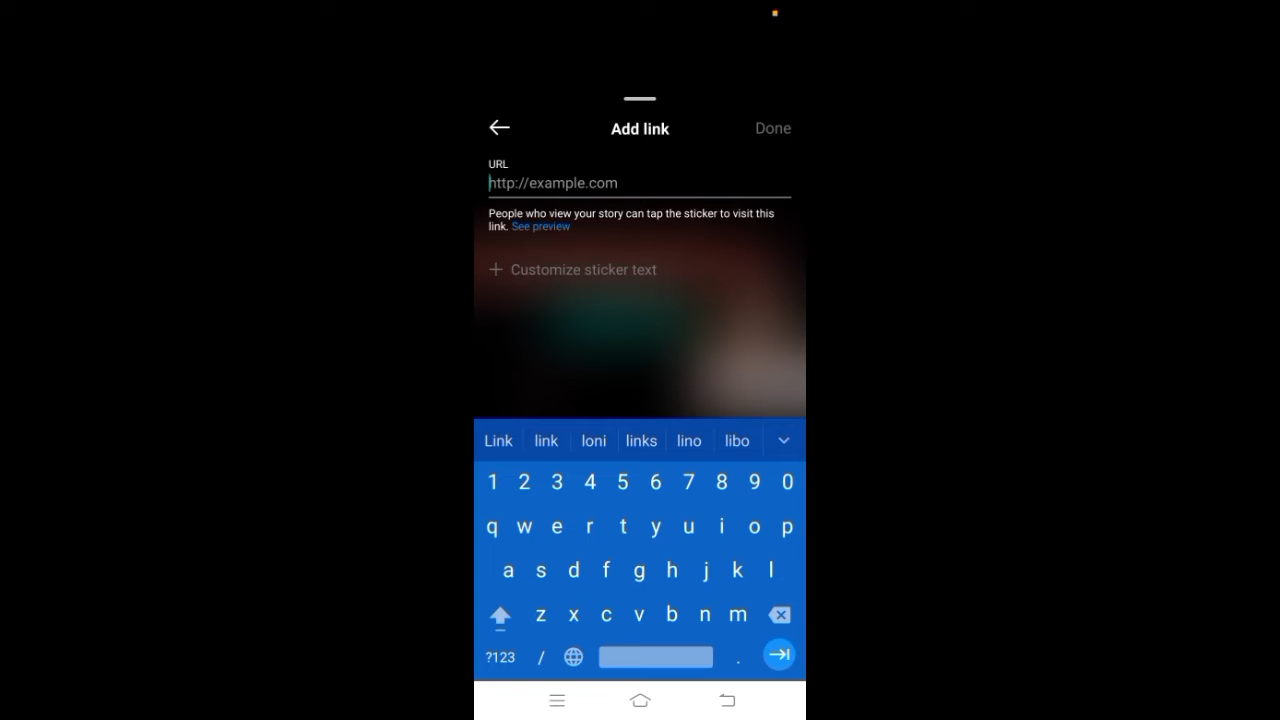 Add link
Done
URL
http://example.com
People who view your story can tap the sticker to visit this
link. See preview
+ Customize sticker text
Link link loni links lino libo
1 2 3 4 5 6 7 8 9 0
q w e r t y u i o p
a s d f g h j k l
z x c v b n m
?123 / .